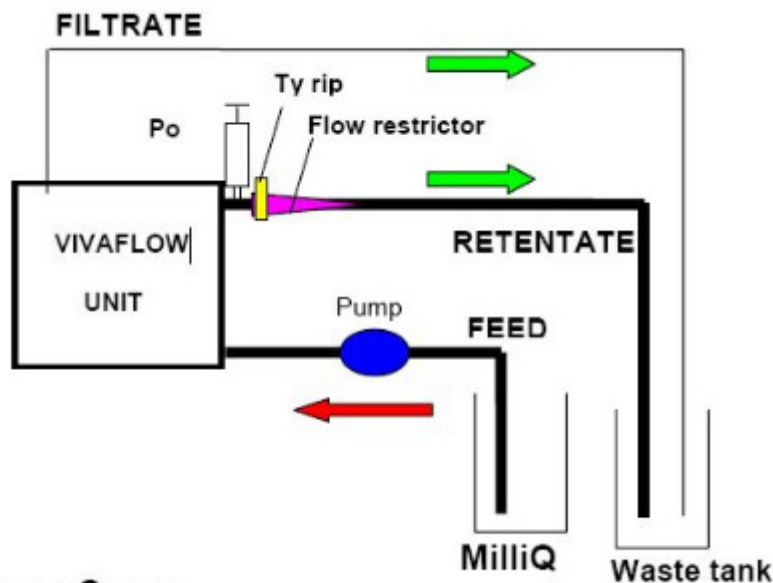 FILTRATE
Ty rip
Po
Flow restrictor
VIVAFLOW
RETENTATE
UNIT
Pump
FEED
MilliQ
Waste tank